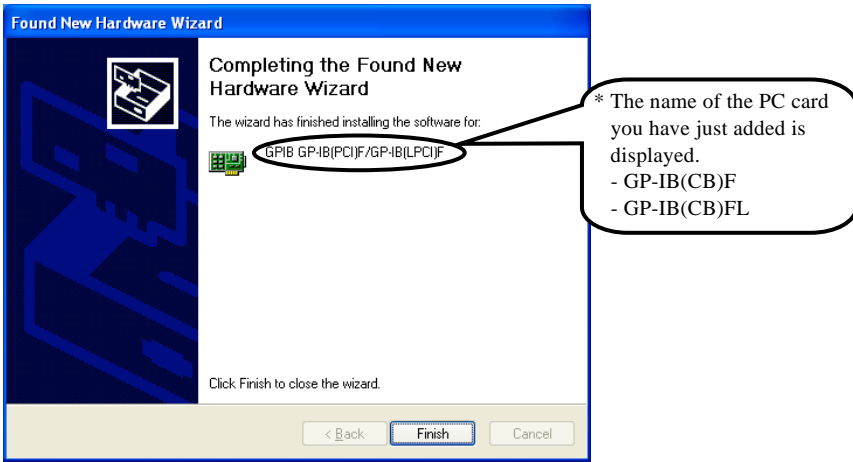 Found New Hardware Wizard
Completing the Found New
Hardware Wizard
The wizard has finished installing the software for:
GPIB GP-IB(PCI)F/GP-IB(LPCI)F
* The name of the PC card
you have just added is
displayed.
- GP-IB(CB)F
- GP-IB(CB)FL
Click Finish to close the wizard.
< Back
Finish
Cancel